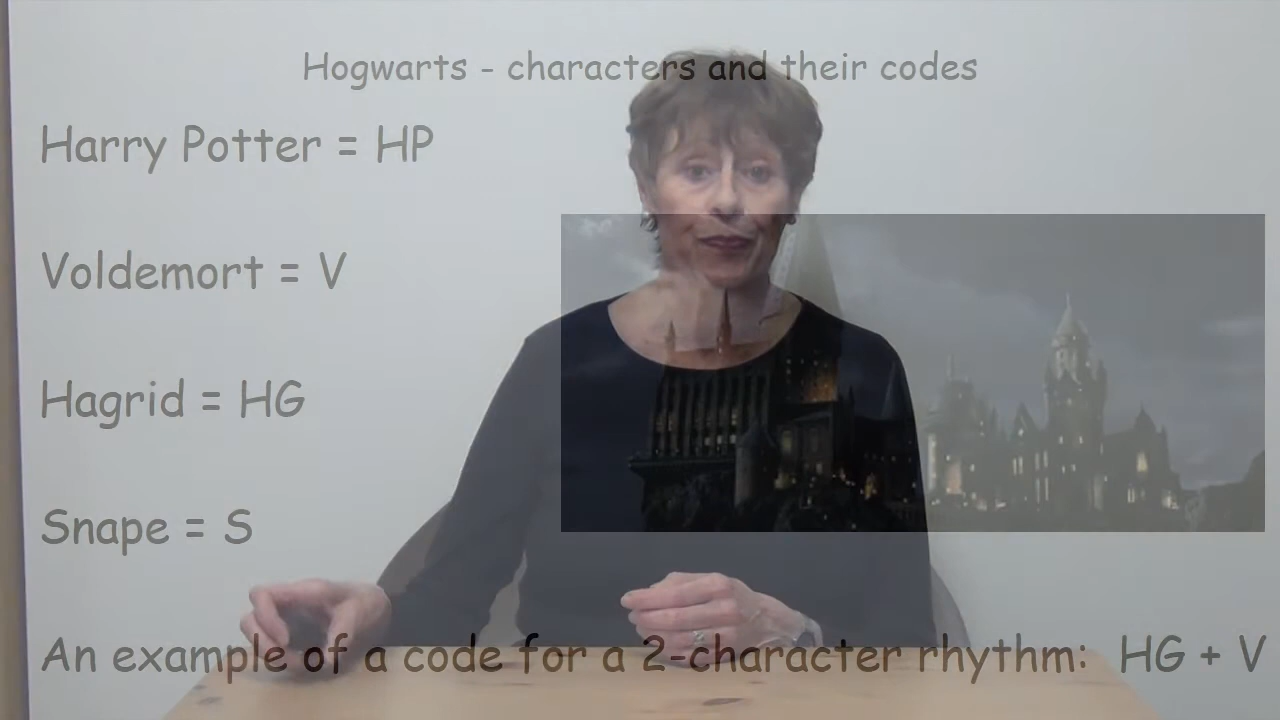 Hogwarts - characters and their codes
Harry Potter = HP
Voldemort = V
Hagrid = HG
Snape = S
An example of a code for a 2-character rhythm: HG + V